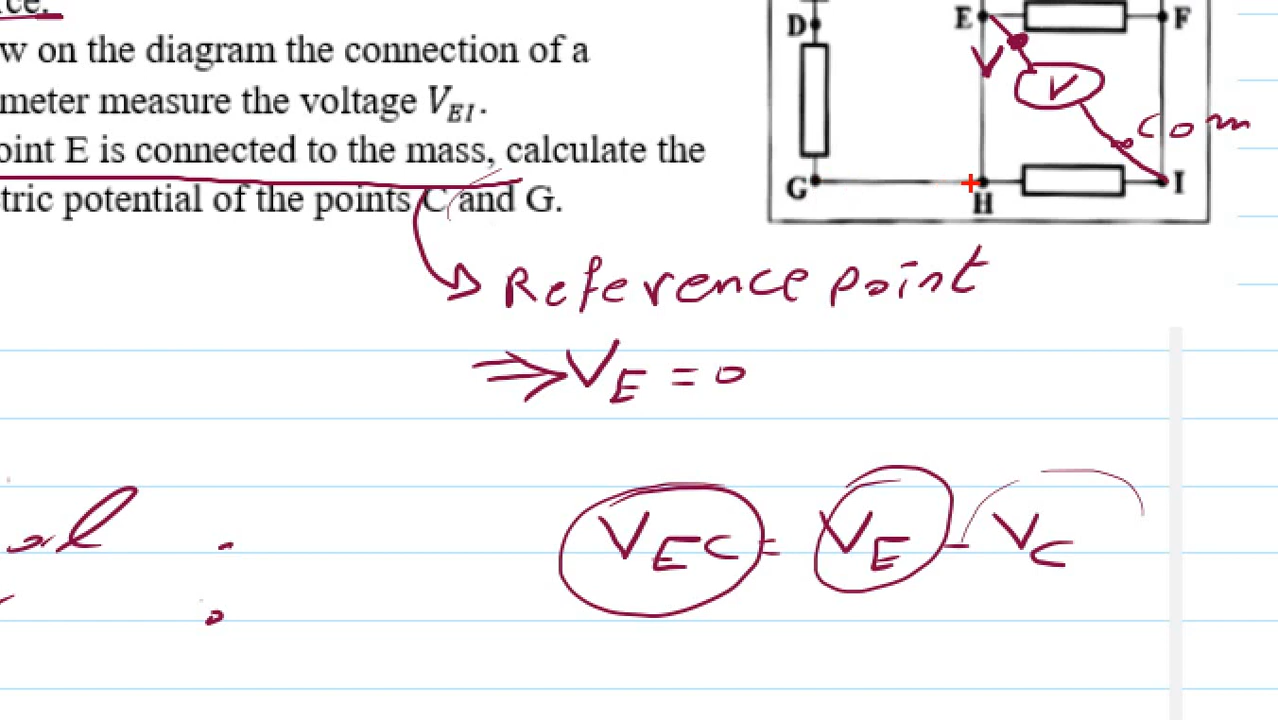 rce.
w on the diagram the connection of a
meter measure the voltage V_EI.
oint E is connected to the mass, calculate the
tric potential of the points C and G.
D
E
F
V
V
com
G
H
I
Reference point
⇒ V_E = 0
V_EC = V_E - V_C